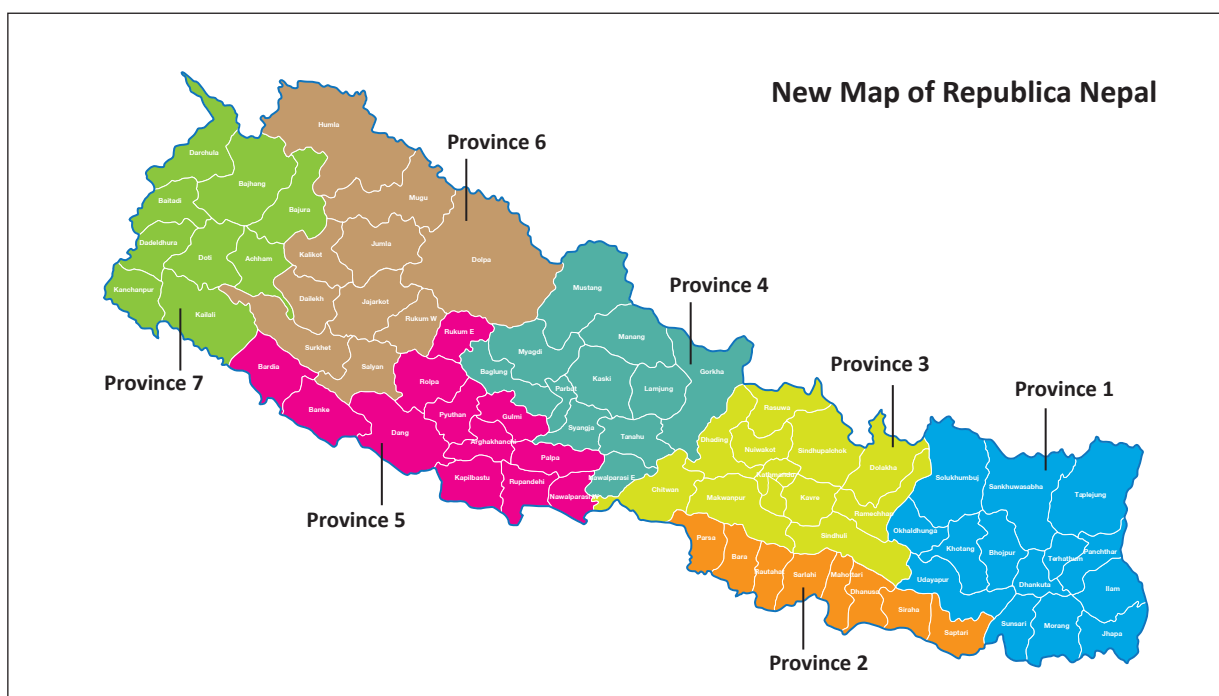 New Map of Republica Nepal
Province 6
Province 4
Province 3
Province 1
Province 7
Province 5
Province 2
Humla
Darchula
Bajhang
Baitadi
Bajura
Mugu
Dadeldhura
Doti
Achham
Kalikot
Jumla
Dolpa
Kanchanpur
Kailali
Dailekh
Jajarkot
Rukum W
Surkhet
Salyan
Mustang
Manang
Myagdi
Baglung
Parbat
Kaski
Lamjung
Gorkha
Syangja
Tanahu
Nawalparasi E
Rukum E
Bardia
Rolpa
Banke
Pyuthan
Gulmi
Dang
Arghakhanchi
Palpa
Kapilbastu
Rupandehi
Nawalparasi W
Rasuwa
Dhading
Nuiwakot
Sindhupalchok
Dolakha
Kathmandu
Chitwan
Makwanpur
Kavre
Ramechhap
Sindhuli
Parsa
Bara
Rautahat
Sarlahi
Mahottari
Dhanusa
Siraha
Saptari
Solukhumbuj
Sankhuwasabha
Taplejung
Okhaldhunga
Khotang
Bhojpur
Terhathum
Panchthar
Udayapur
Dhankuta
Ilam
Sunsari
Morang
Jhapa